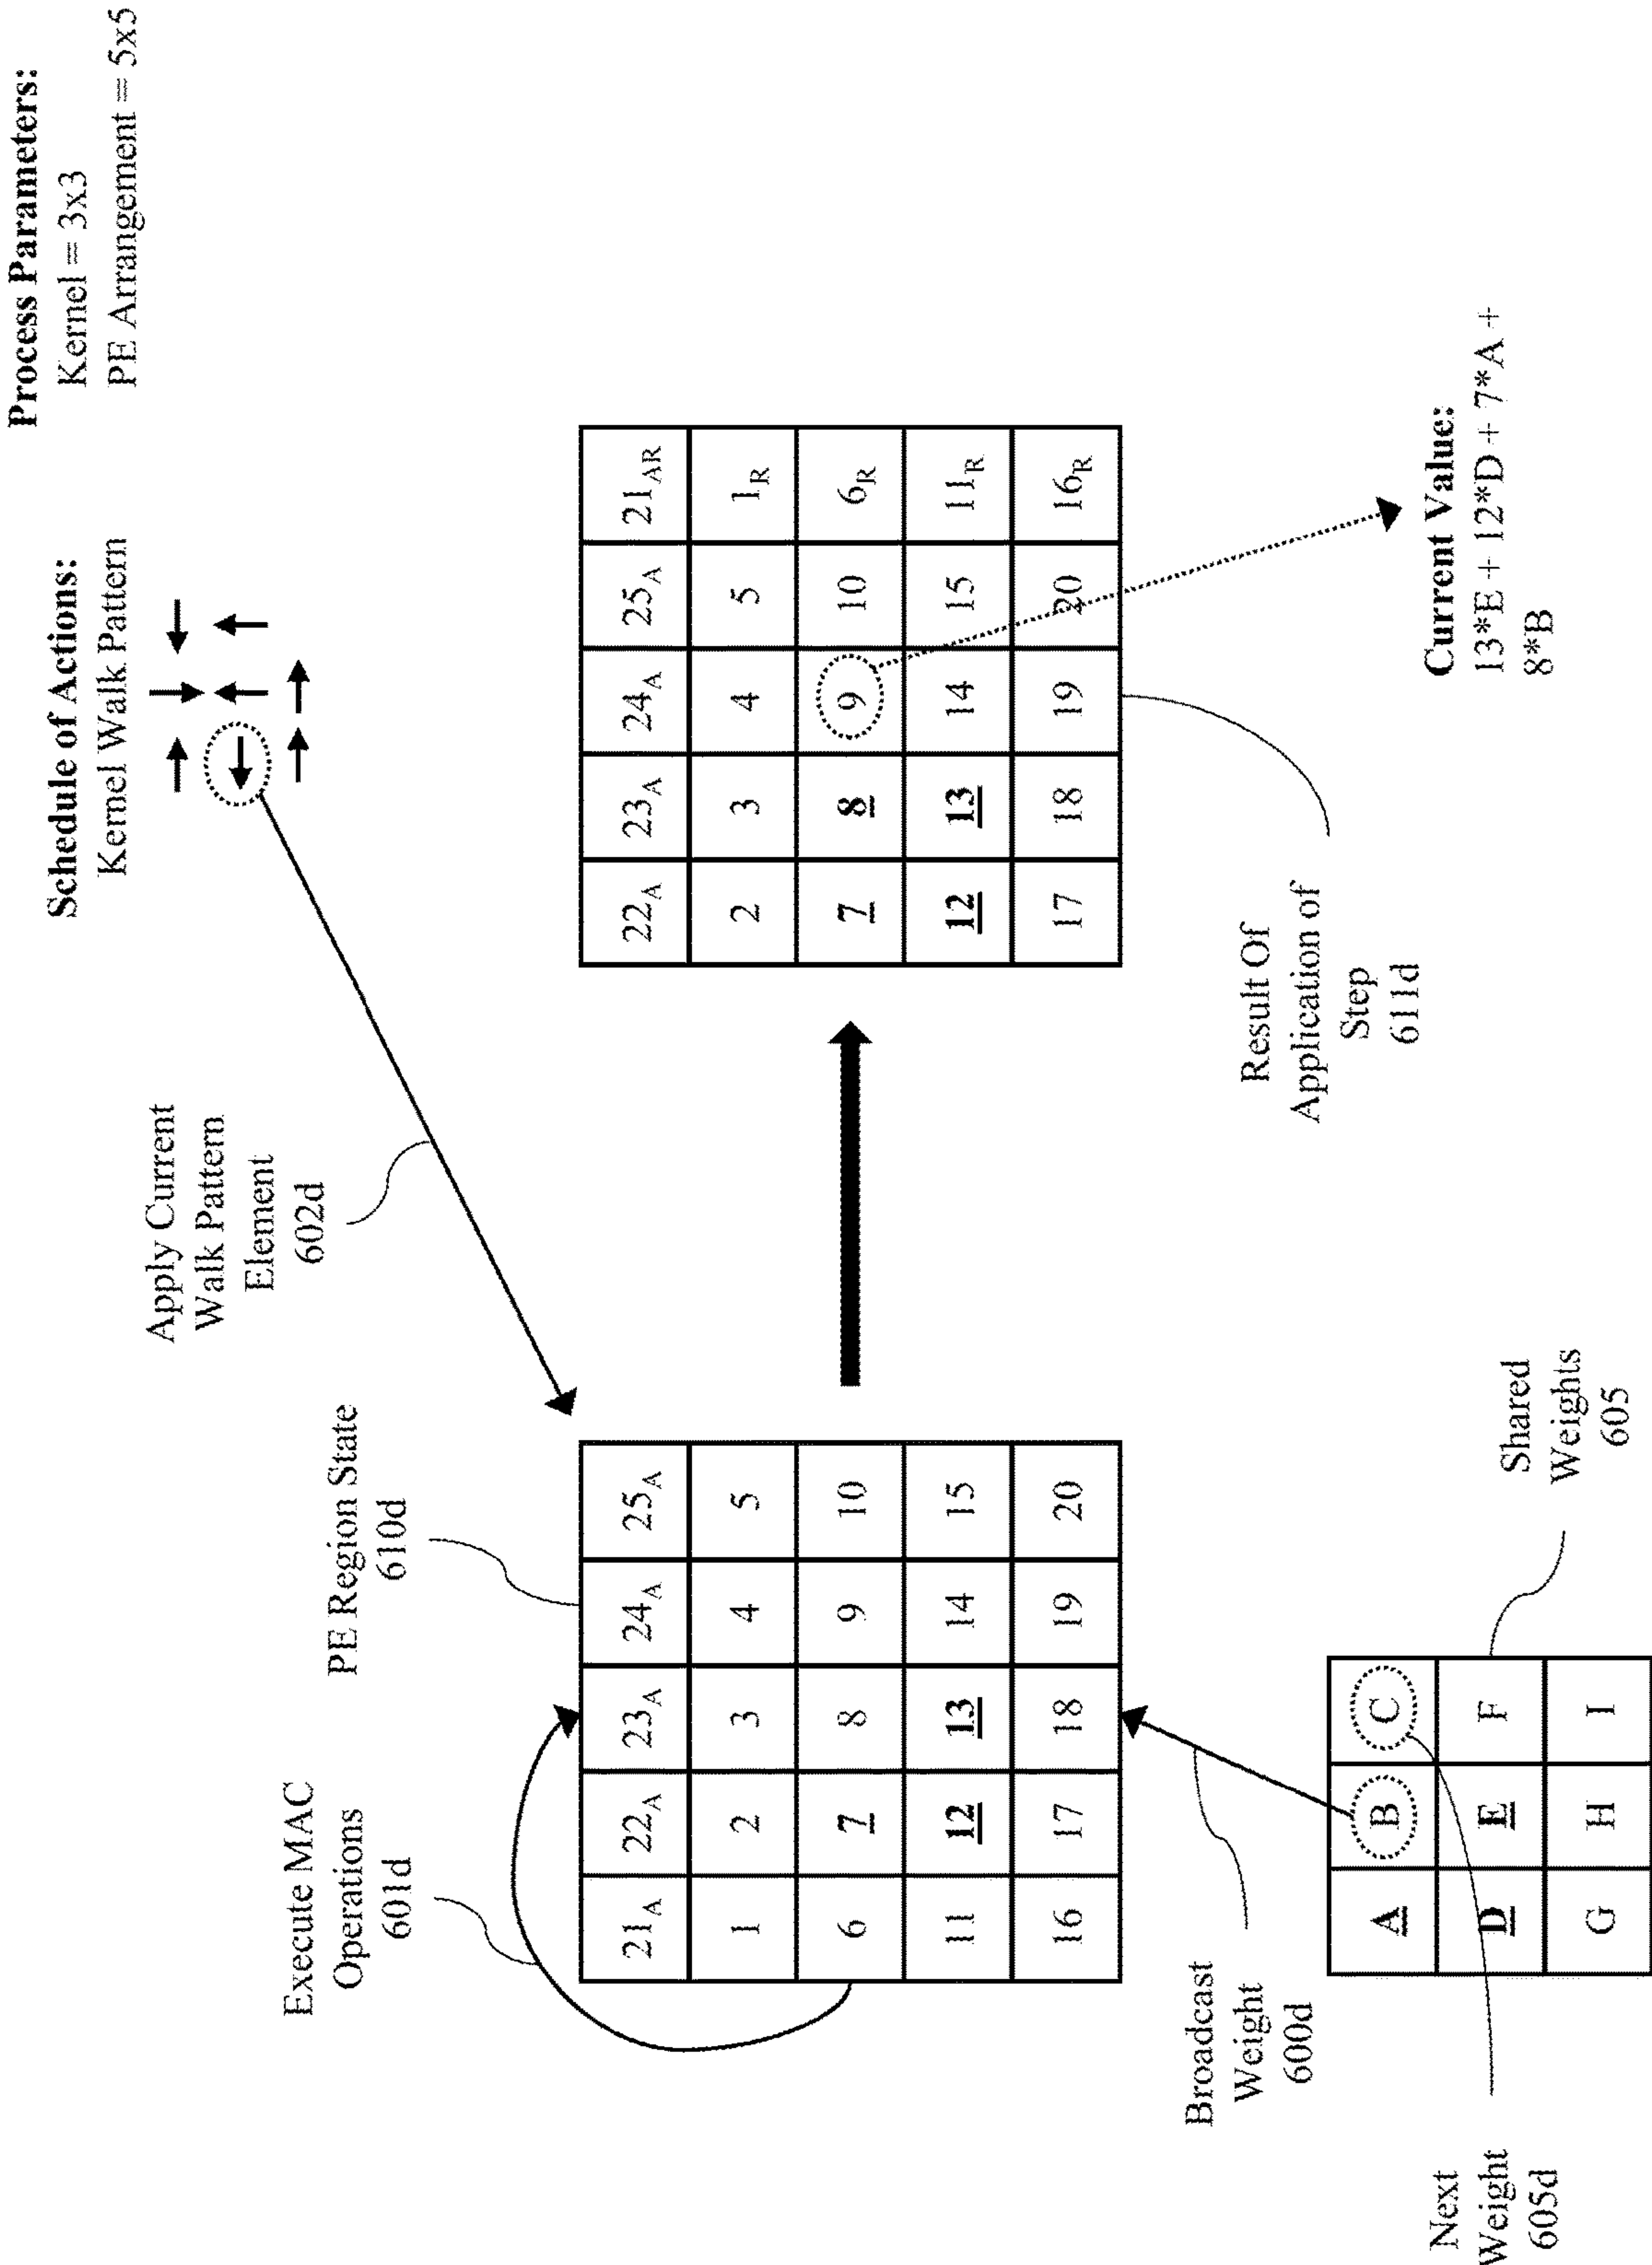 Process Parameters:
Kernel = 3x3
PE Arrangement = 5x5
Schedule of Actions:
Kernel Walk Pattern
Apply Current
Walk Pattern
Element
602d
Execute MAC
Operations
601d
PE Region State
610d
21A 22A 23A 24A 25A
1 2 3 4 5
6 7 8 9 10
11 12 13 14 15
16 17 18 19 20
22A 23A 24A 25A 21AR
2 3 4 5 1R
7 8 9 10 6R
12 13 14 15 11R
17 18 19 20 16R
Broadcast
Weight
600d
Result Of
Application of
Step
611d
Current Value:
13*E + 12*D + 7*A +
8*B
A B C
D E F
G H I
Next
Weight
605d
Shared
Weights
605